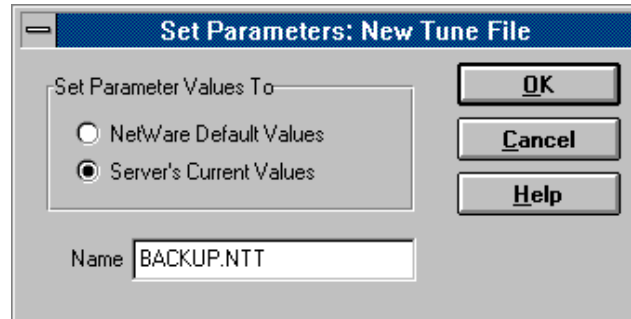 Set Parameters: New Tune File
Set Parameter Values To
NetWare Default Values
Server's Current Values
Name BACKUP.NTT
OK
Cancel
Help